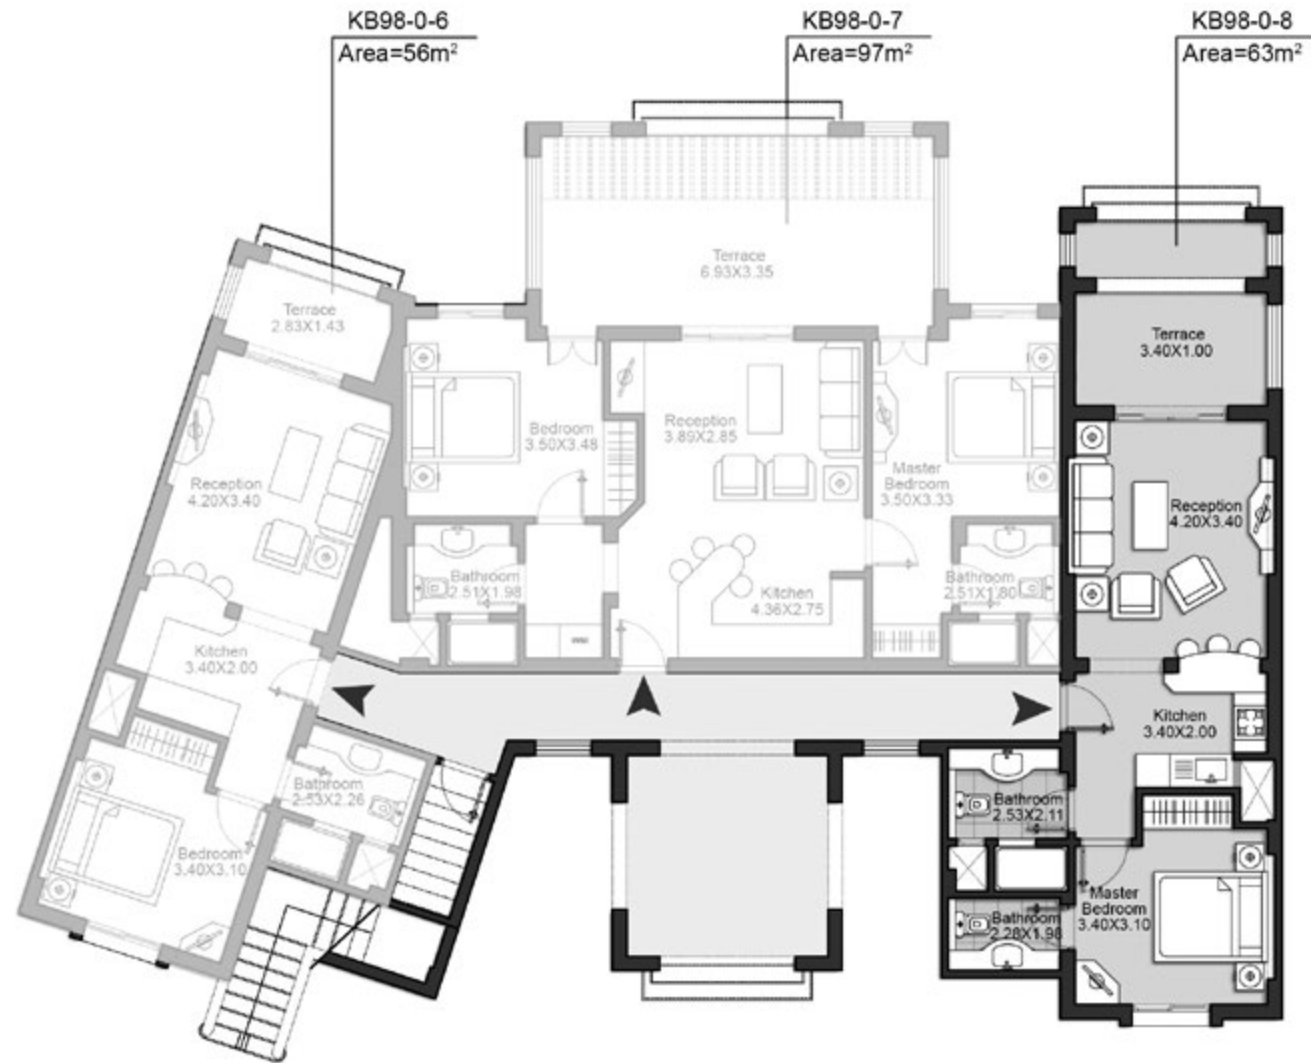 KB98-0-6
Area=56m²
KB98-0-7
Area=97m²
KB98-0-8
Area=63m²
Terrace
2.83X1.43
Reception
4.20X3.40
Kitchen
3.40X2.00
Bathroom
2.53X2.26
Bedroom
3.40X3.10
Terrace
6.93X3.35
Bedroom
3.50X3.48
Reception
3.89X2.85
Master
Bedroom
3.50X3.33
Bathroom
2.51X1.98
Kitchen
4.36X2.75
Bathroom
2.51X1.80
Terrace
3.40X1.00
Reception
4.20X3.40
Kitchen
3.40X2.00
Bathroom
2.53X2.11
Master
Bedroom
3.40X3.10
Bathroom
2.28X1.98